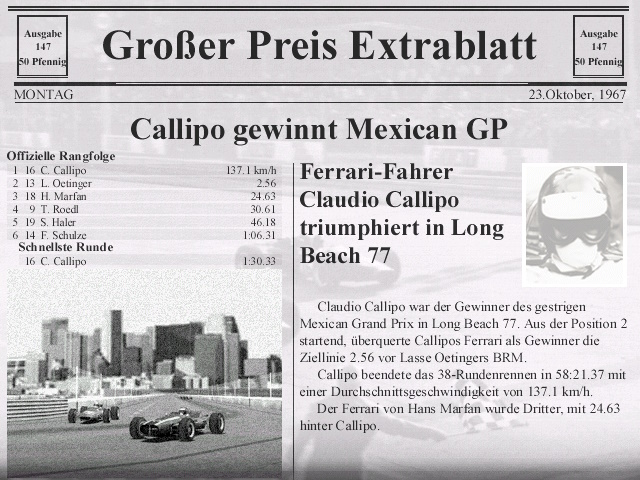 Ausgabe
147
50 Pfennig
Großer Preis Extrablatt
Ausgabe
147
50 Pfennig
MONTAG
23.Oktober, 1967
Callipo gewinnt Mexican GP
Offizielle Rangfolge
1 16 C. Callipo 137.1 km/h
2 13 L. Oetinger 2.56
3 18 H. Marfan 24.63
4 9 T. Roedl 30.61
5 19 S. Haler 46.18
6 14 F. Schulze 1:06.31
Schnellste Runde
16 C. Callipo 1:30.33
Ferrari-Fahrer
Claudio Callipo
triumphiert in Long
Beach 77
Claudio Callipo war der Gewinner des gestrigen
Mexican Grand Prix in Long Beach 77. Aus der Position 2
startend, überquerte Callipos Ferrari als Gewinner die
Ziellinie 2.56 vor Lasse Oetingers BRM.
Callipo beendete das 38-Rundenrennen in 58:21.37 mit
einer Durchschnittsgeschwindigkeit von 137.1 km/h.
Der Ferrari von Hans Marfan wurde Dritter, mit 24.63
hinter Callipo.